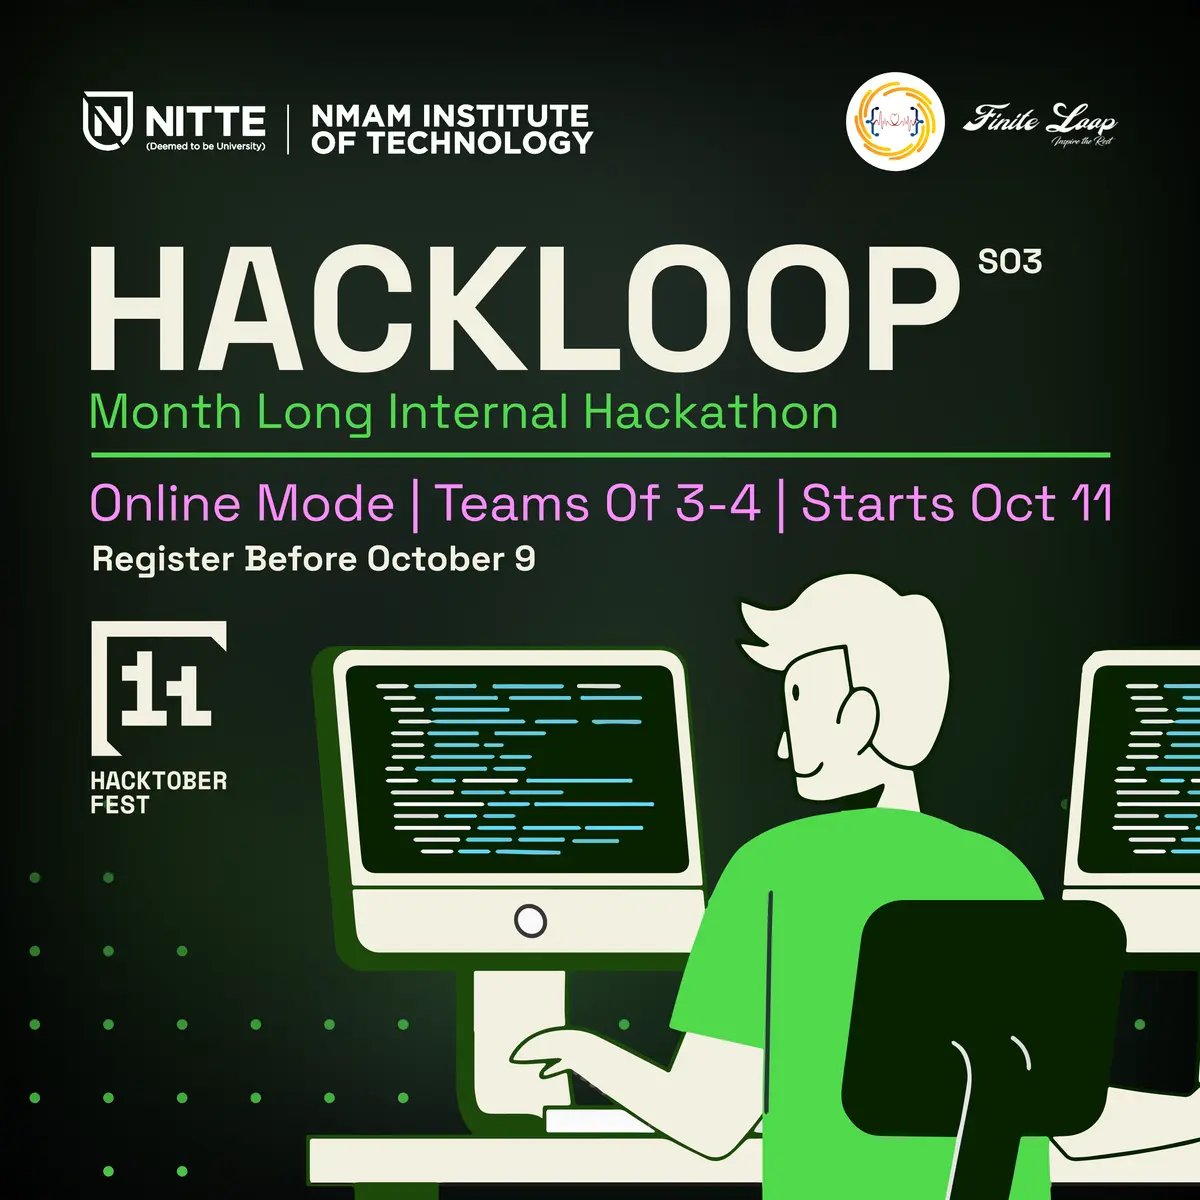 NITTE
(Deemed to be University)
NMAM INSTITUTE
OF TECHNOLOGY
Finite Loop
Inspire the Rest
HACKLOOP S03
Month Long Internal Hackathon
Online Mode | Teams Of 3-4 | Starts Oct 11
Register Before October 9
11
HACKTOBER
FEST